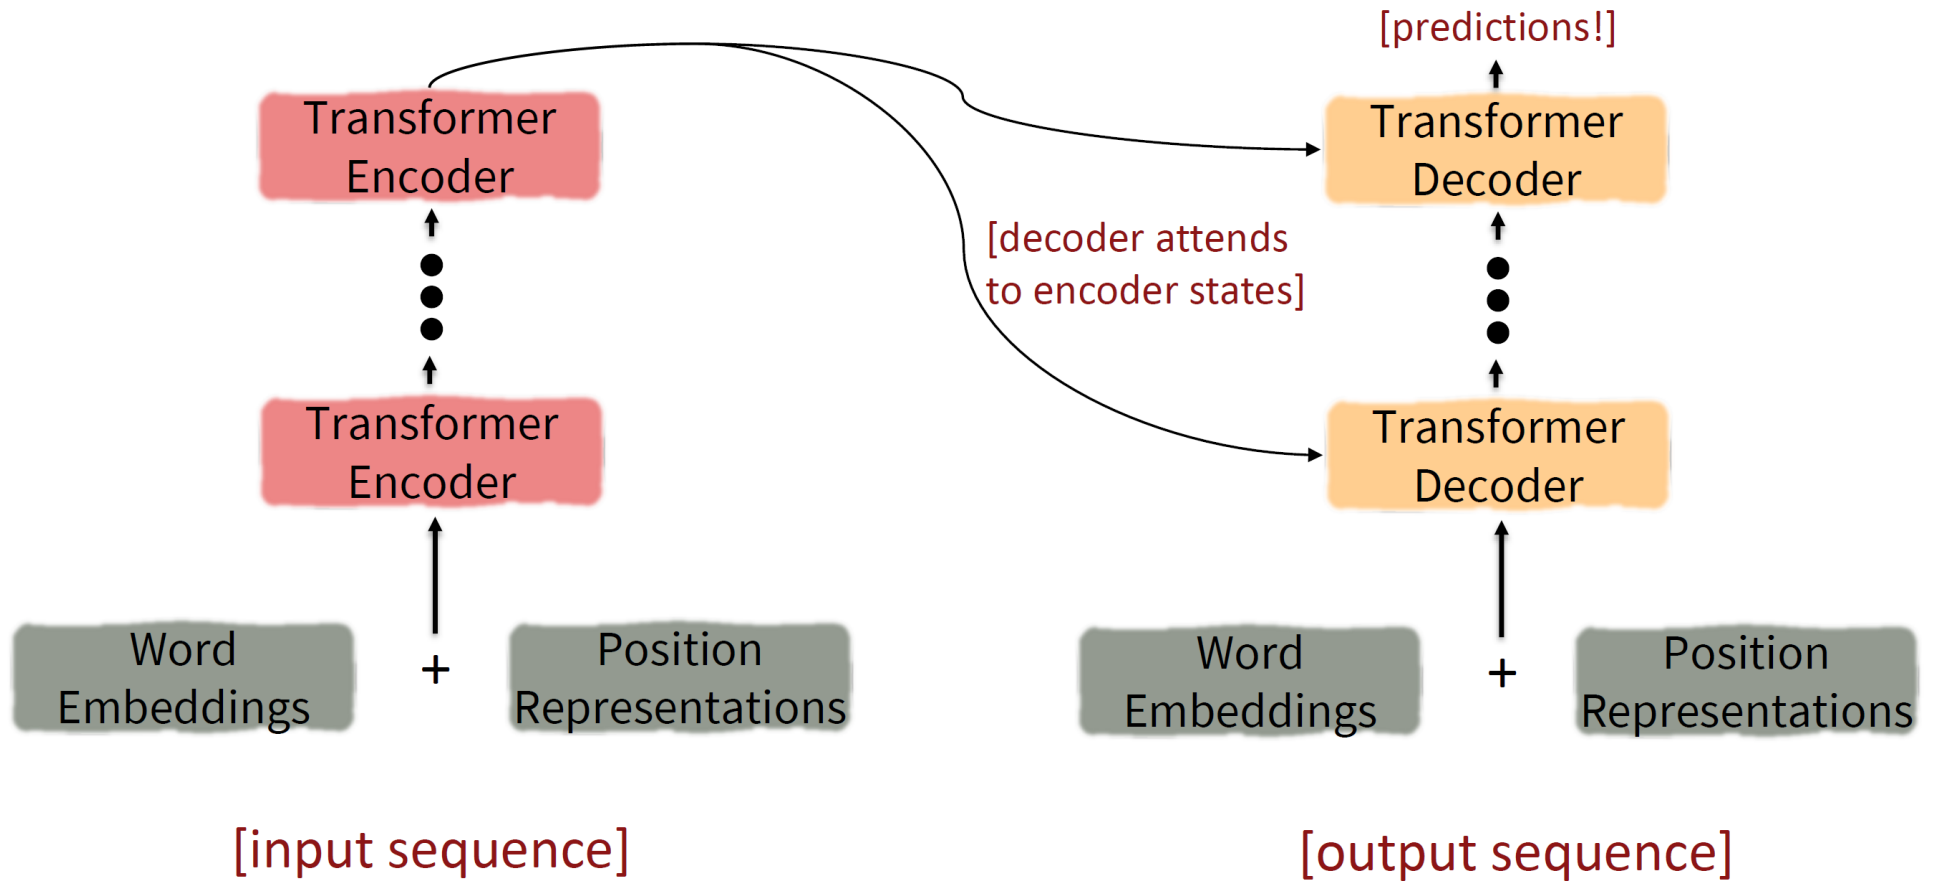 [predictions!]
Transformer
Encoder
Transformer
Decoder
[decoder attends
to encoder states]
Transformer
Encoder
Transformer
Decoder
Word
Embeddings
+
Position
Representations
Word
Embeddings
+
Position
Representations
[input sequence]
[output sequence]